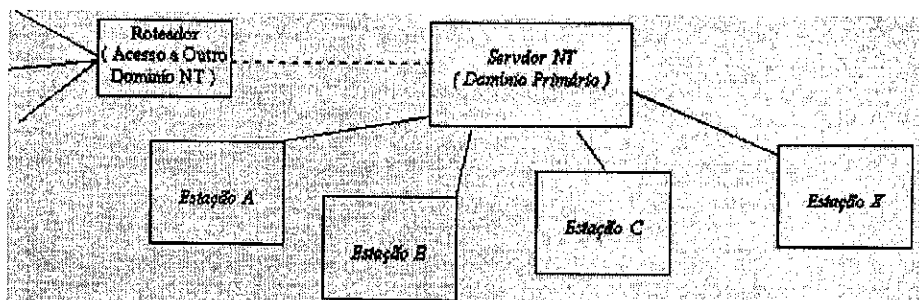 Roteador
( Acesso a Outro
Domínio NT )
Servdor NT
( Domínio Primário )
Estação A
Estação B
Estação C
Estação X